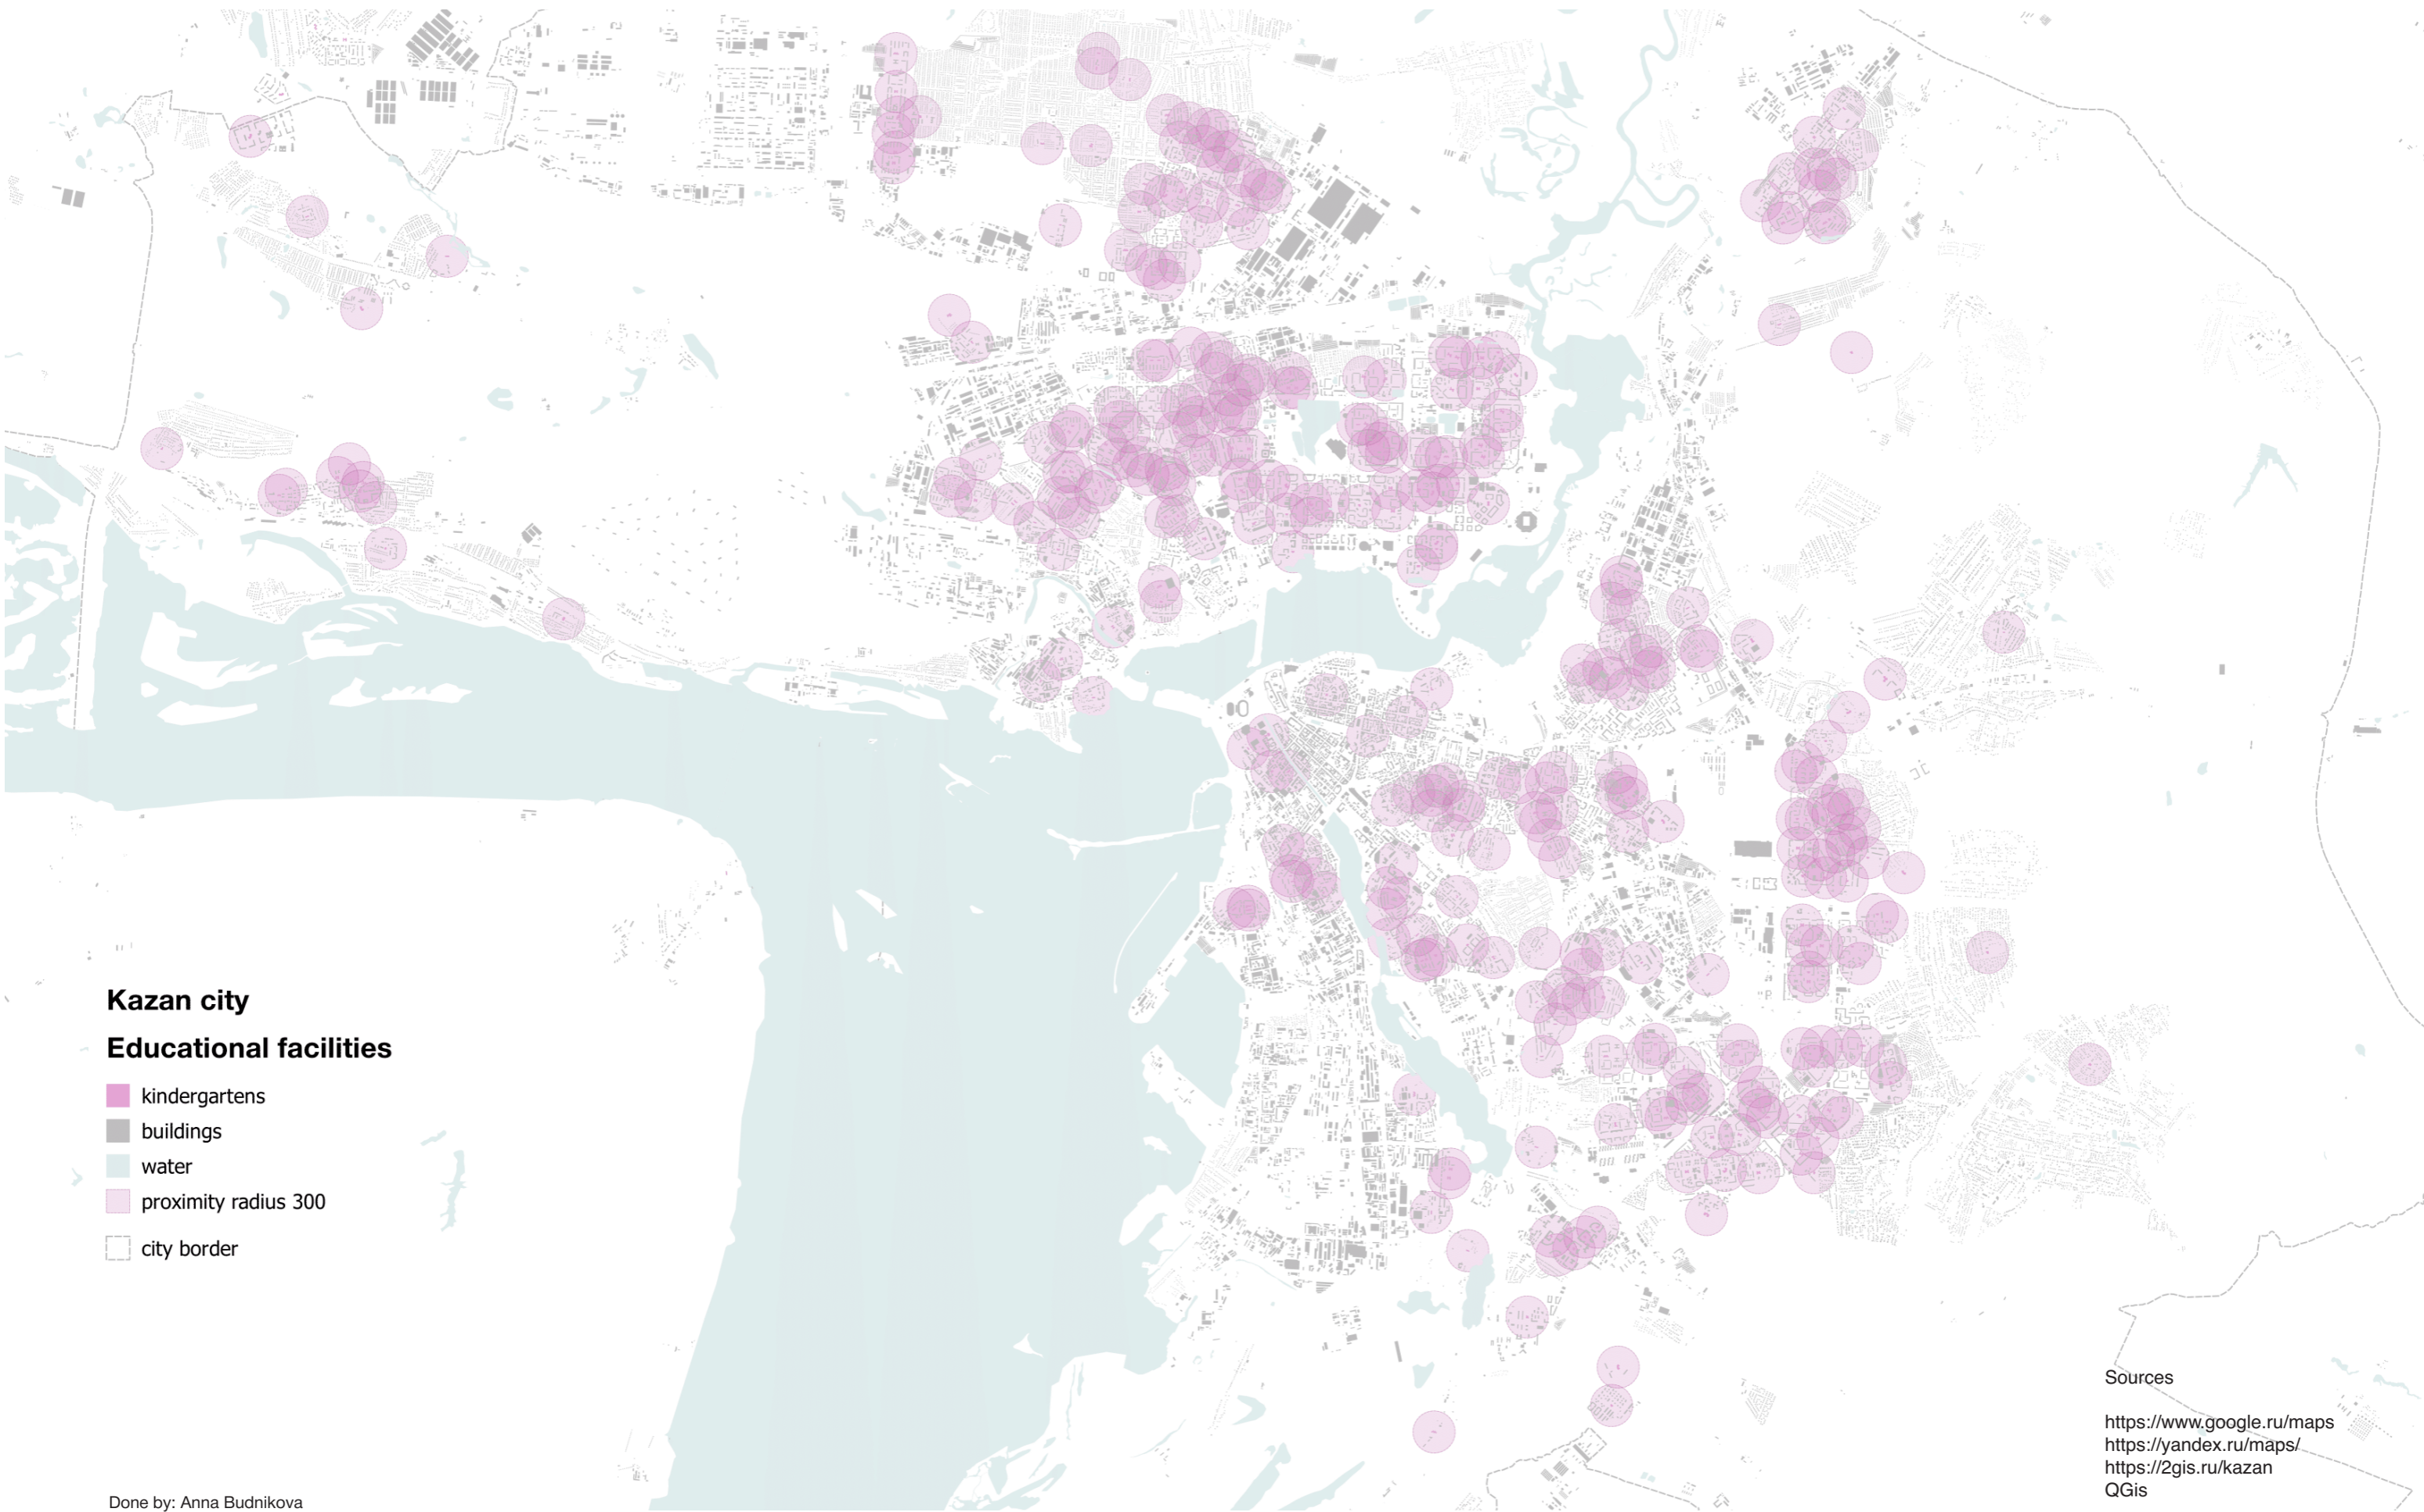 Kazan city
Educational facilities
kindergartens
buildings
water
proximity radius 300
city border
Sources
https://www.google.ru/maps
https://yandex.ru/maps/
https://2gis.ru/kazan
QGis
Done by: Anna Budnikova